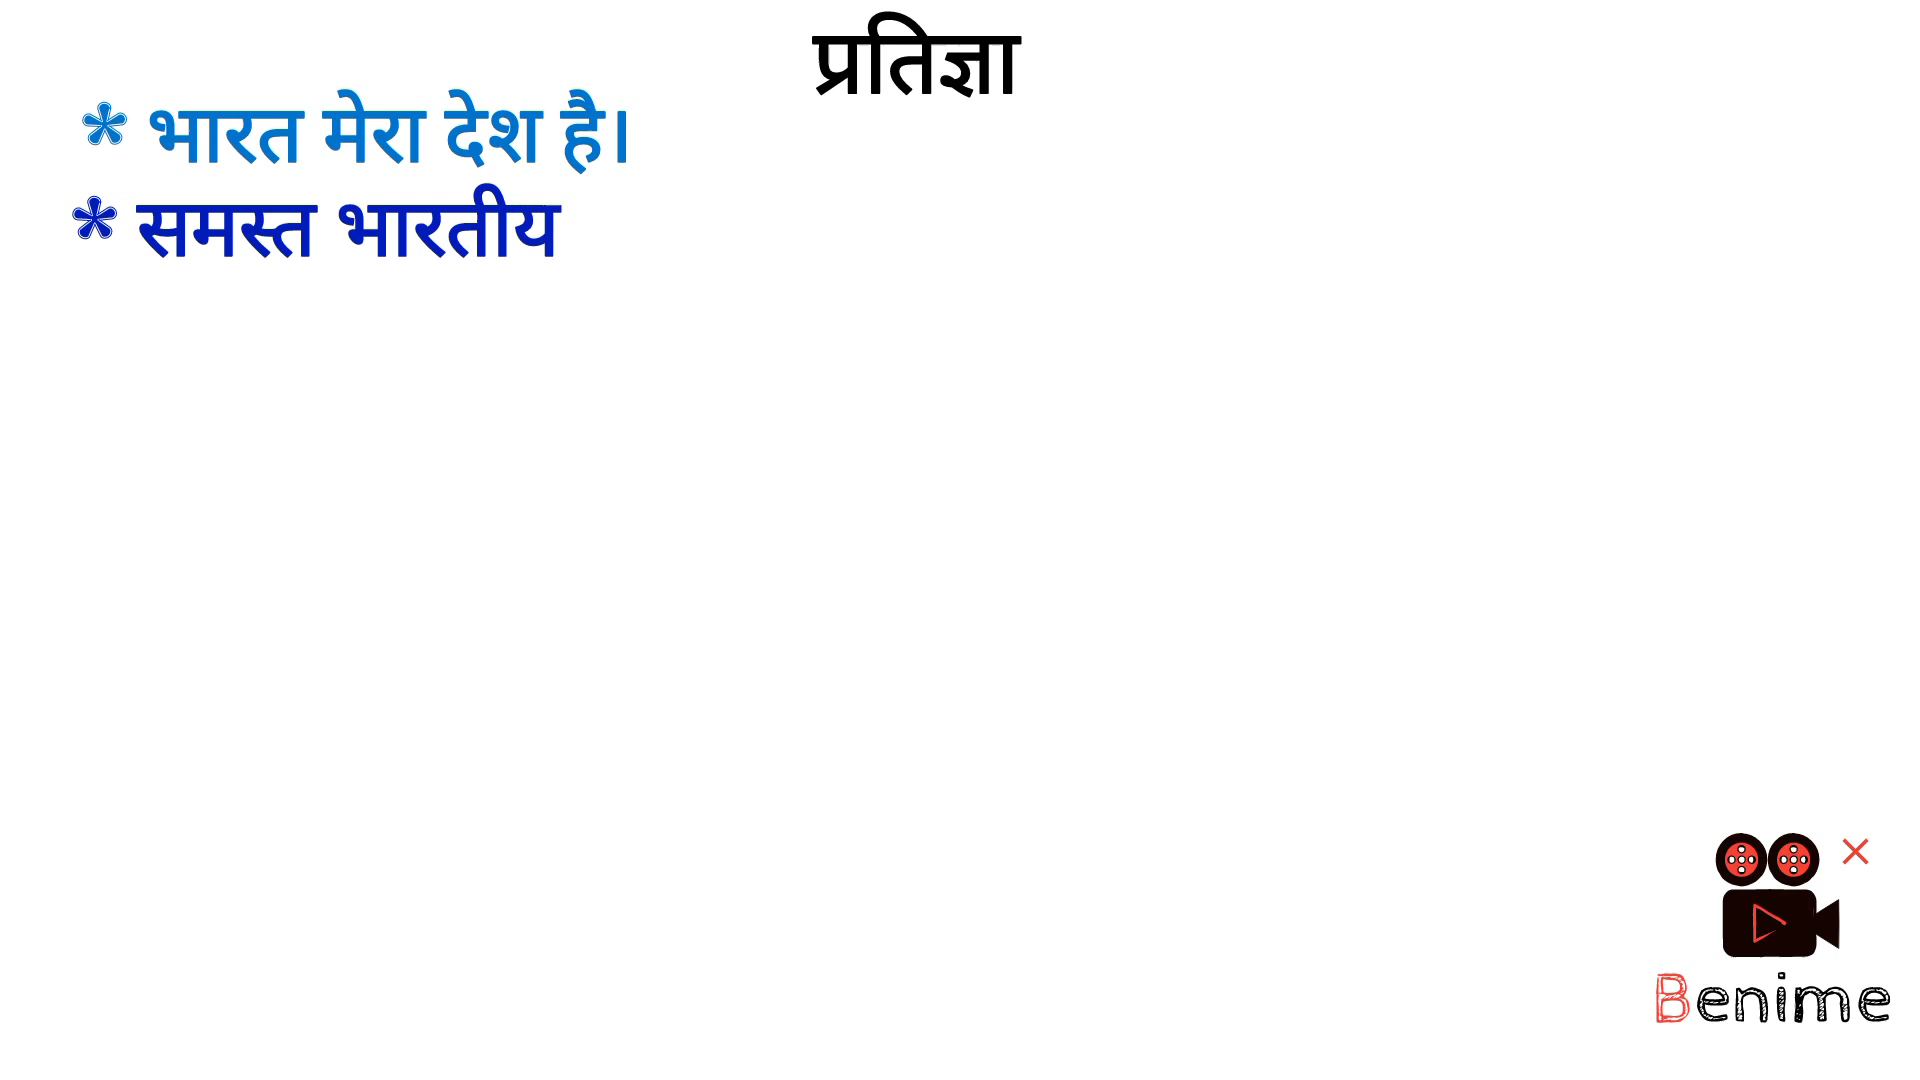 प्रतिज्ञा
* भारत मेरा देश है।
* समस्त भारतीय
Benime